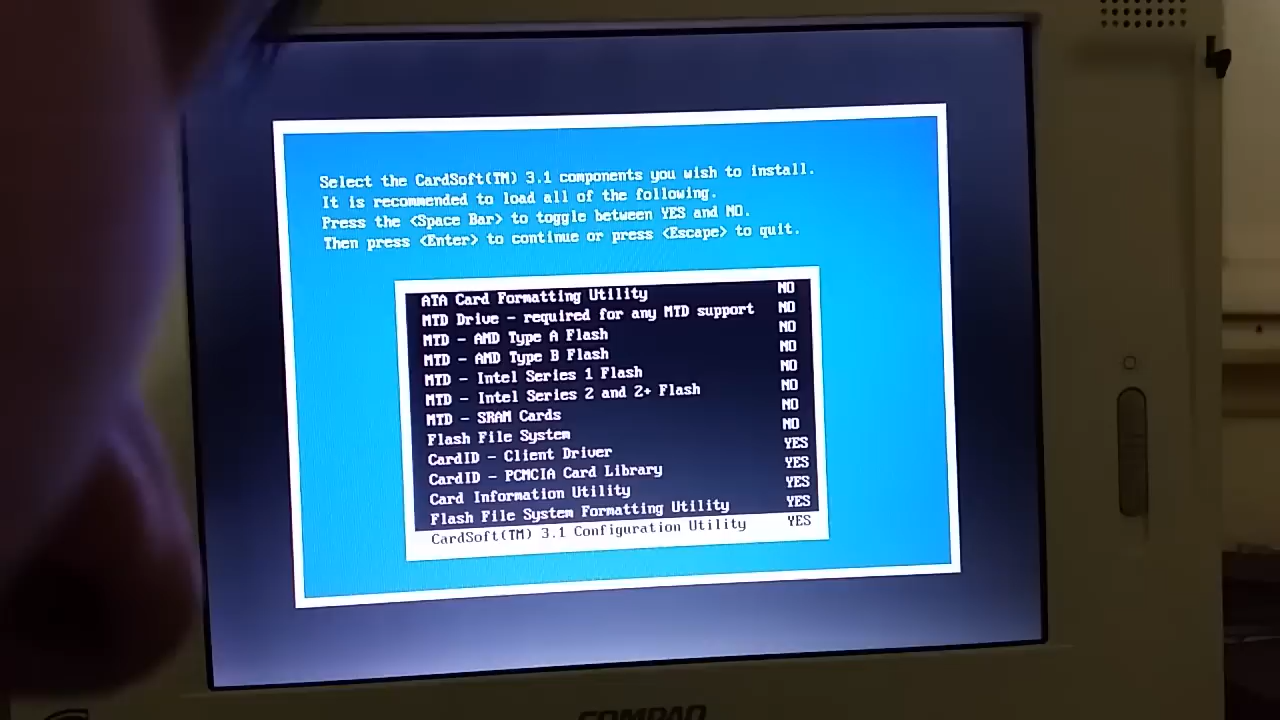 Select the CardSoft(TM) 3.1 components you wish to install.
It is recommended to load all of the following.
Press the <Space Bar> to toggle between YES and NO.
Then press <Enter> to continue or press <Escape> to quit.
ATA Card Formatting Utility NO
MTD Drive - required for any MTD support NO
MTD - AMD Type A Flash NO
MTD - AMD Type B Flash NO
MTD - Intel Series 1 Flash NO
MTD - Intel Series 2 and 2+ Flash NO
MTD - SRAM Cards NO
Flash File System NO
CardID - Client Driver YES
CardID - PCMCIA Card Library YES
Card Information Utility YES
Flash File System Formatting Utility YES
CardSoft(TM) 3.1 Configuration Utility YES
COMPAQ